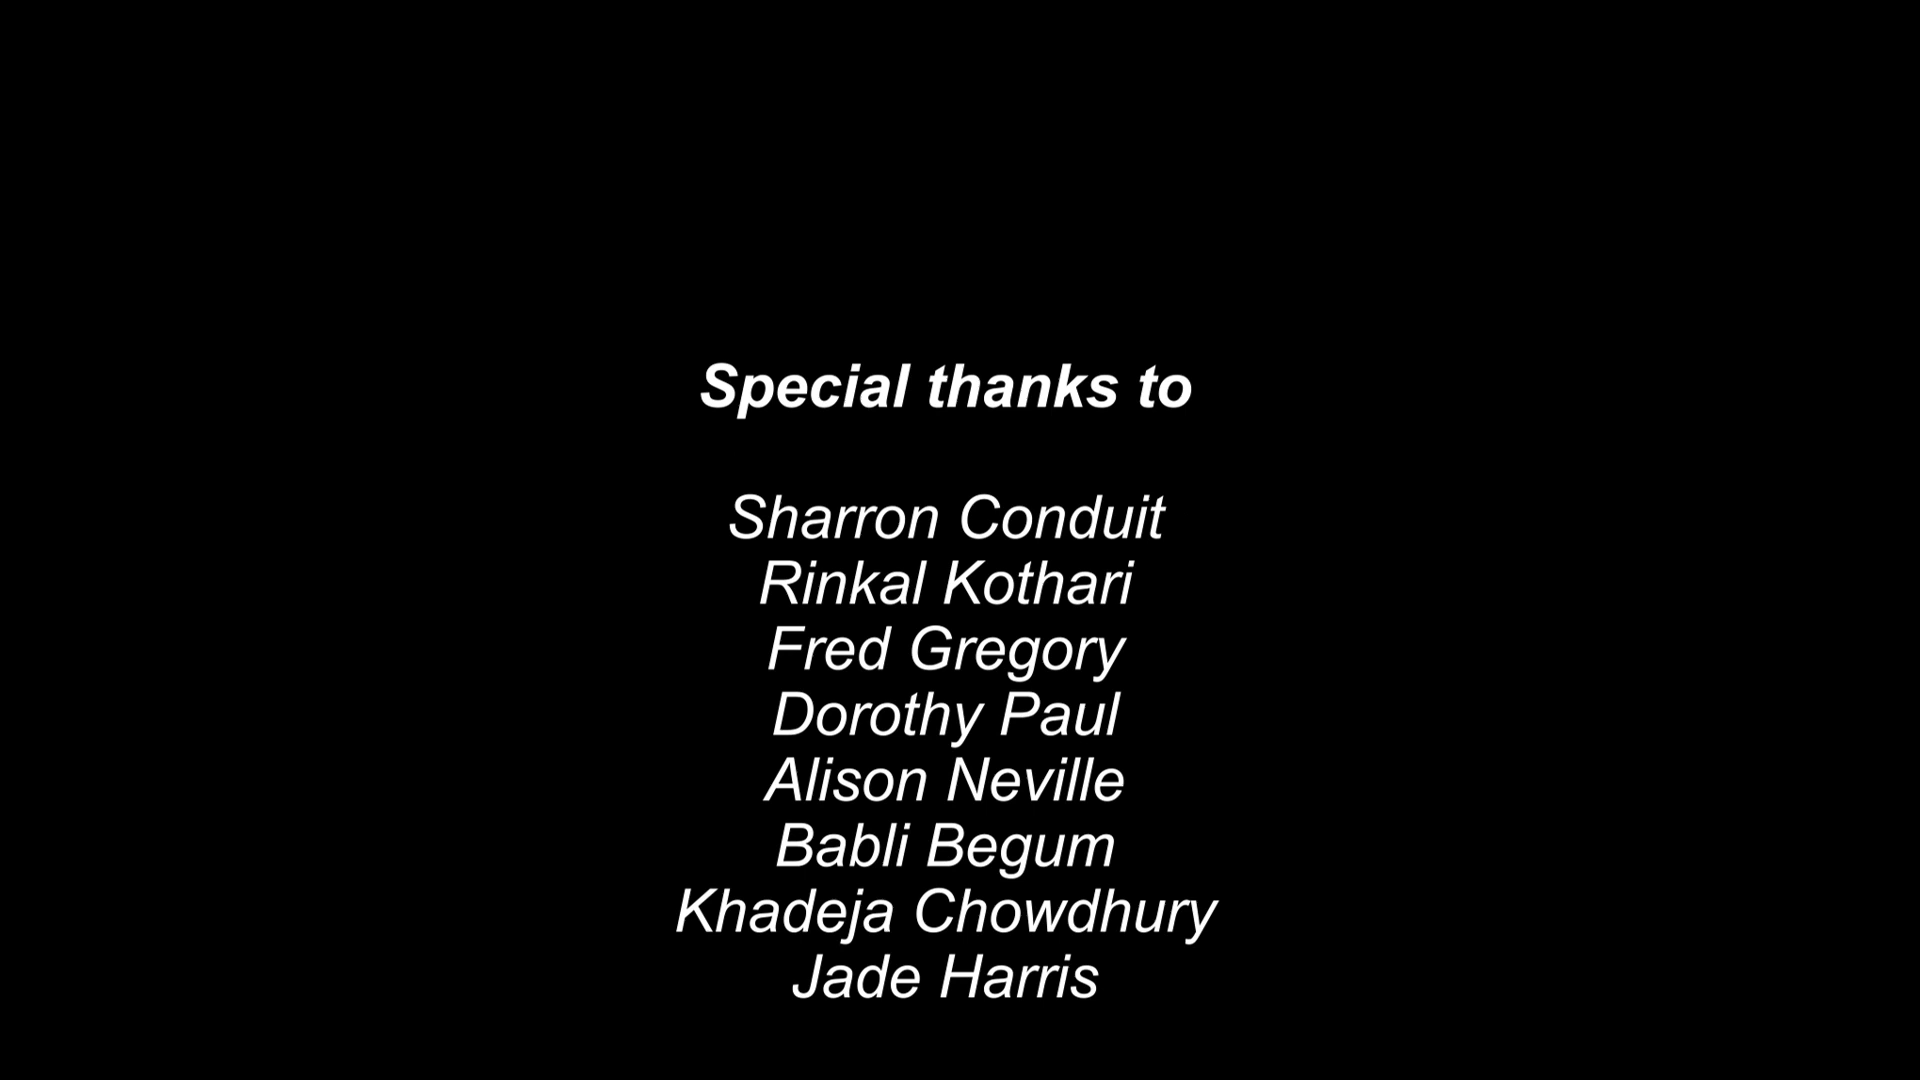 Special thanks to
Sharron Conduit
Rinkal Kothari
Fred Gregory
Dorothy Paul
Alison Neville
Babli Begum
Khadeja Chowdhury
Jade Harris